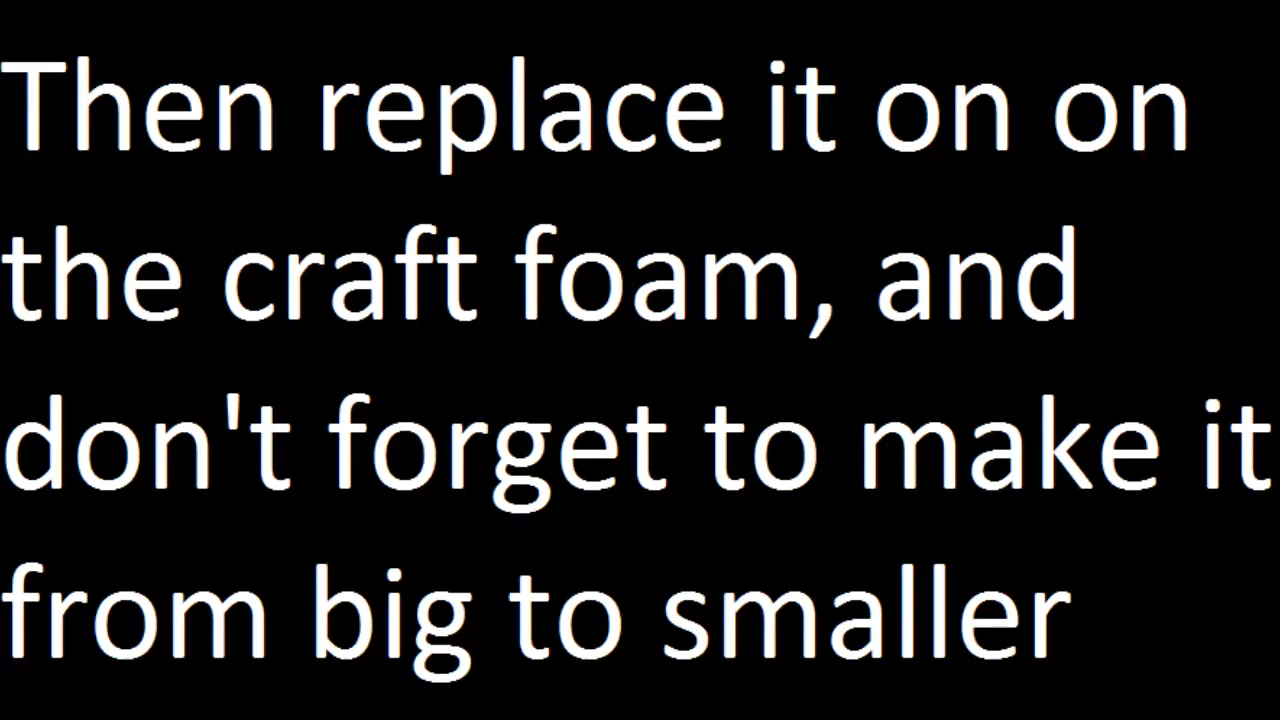 Then replace it on on
the craft foam, and
don't forget to make it
from big to smaller